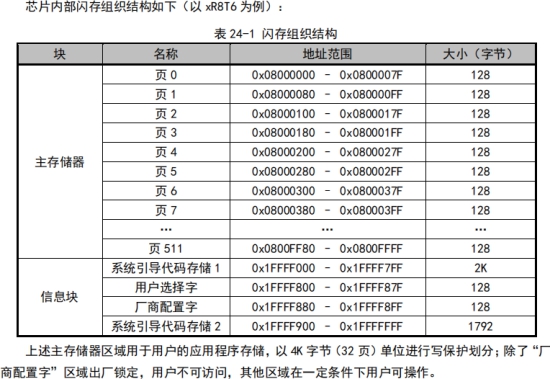 芯片内部闪存组织结构如下（以 xR8T6 为例）：
表 24-1 闪存组织结构
块 名称 地址范围 大小（字节）
主存储器
页 0 0x08000000 – 0x0800007F 128
页 1 0x08000080 – 0x080000FF 128
页 2 0x08000100 – 0x0800017F 128
页 3 0x08000180 – 0x080001FF 128
页 4 0x08000200 – 0x0800027F 128
页 5 0x08000280 – 0x080002FF 128
页 6 0x08000300 – 0x0800037F 128
页 7 0x08000380 – 0x080003FF 128
… … …
页 511 0x0800FF80 – 0x0800FFFF 128
信息块
系统引导代码存储 1 0x1FFFF000 – 0x1FFFF7FF 2K
用户选择字 0x1FFFF800 – 0x1FFFF87F 128
厂商配置字 0x1FFFF880 – 0x1FFFF8FF 128
系统引导代码存储 2 0x1FFFF900 – 0x1FFFFFFF 1792
上述主存储器区域用于用户的应用程序存储，以 4K 字节（32 页）单位进行写保护划分；除了“厂
商配置字”区域出厂锁定，用户不可访问，其他区域在一定条件下用户可操作。